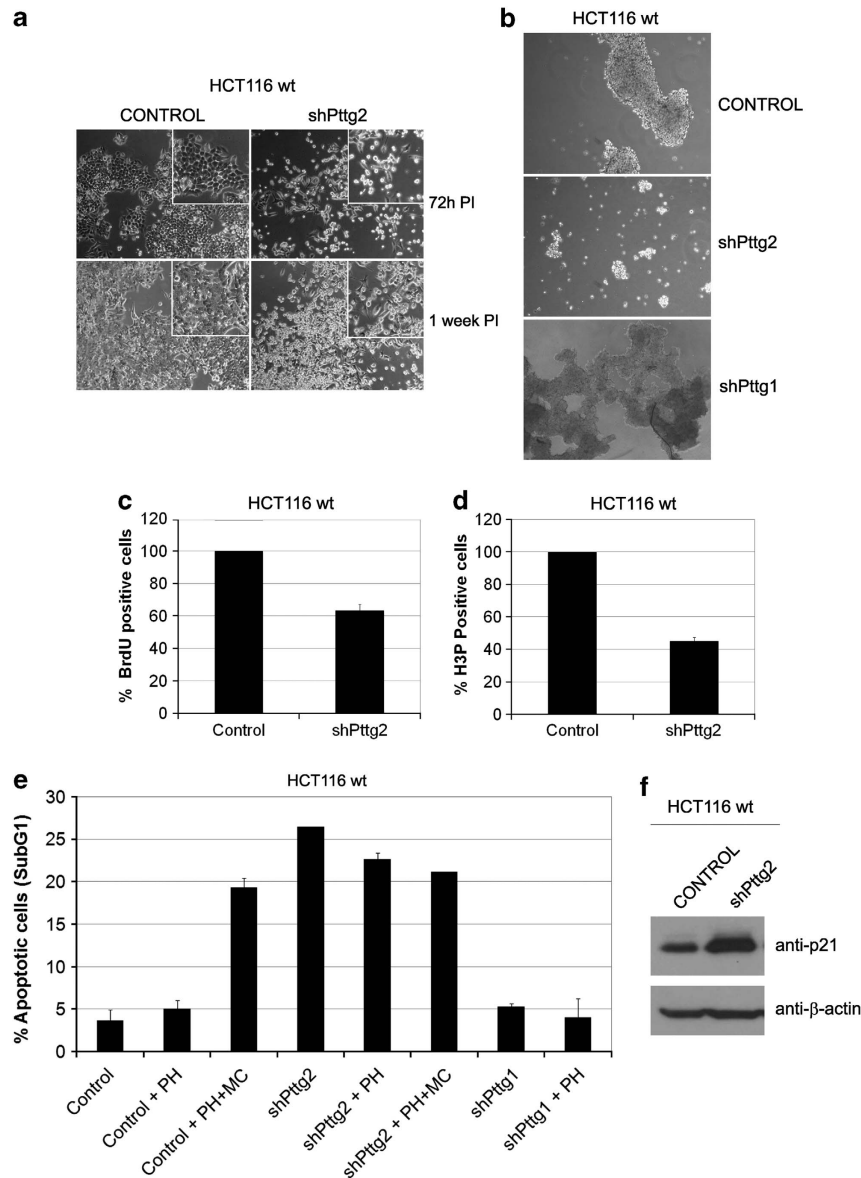 a
HCT116 wt
CONTROL shPttg2
72h PI
1 week PI
b
HCT116 wt
CONTROL
shPttg2
shPttg1
c
HCT116 wt
% BrdU positive cells
120
100
80
60
40
20
0
Control shPttg2
d
HCT116 wt
% H3P Positive cells
120
100
80
60
40
20
0
Control shPttg2
e
HCT116 wt
% Apoptotic cells (SubG1)
30
25
20
15
10
5
0
Control
Control + PH
Control + PH+MC
shPttg2
shPttg2 + PH
shPttg2 + PH+MC
shPttg1
shPttg1 + PH
f
HCT116 wt
CONTROL
shPttg2
anti-p21
anti-β-actin